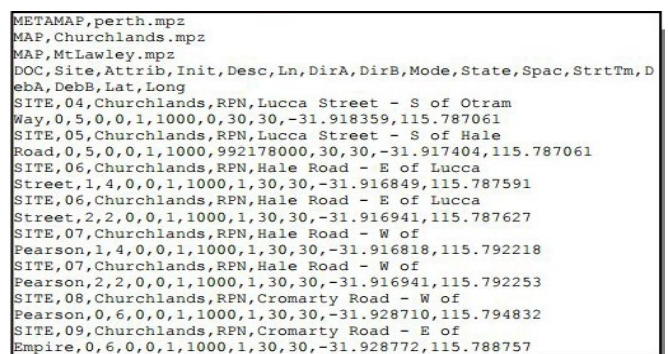 METAMAP,perth.mpz
MAP,Churchlands.mpz
MAP,MtLawley.mpz
DOC,Site,Attrib,Init,Desc,Ln,DirA,DirB,Mode,State,Spac,StrtTm,D
ebA,DebB,Lat,Long
SITE,04,Churchlands,RPN,Lucca Street - S of Otram
Way,0,5,0,0,1,1000,0,30,30,-31.918359,115.787061
SITE,05,Churchlands,RPN,Lucca Street - S of Hale
Road,0,5,0,0,1,1000,992178000,30,30,-31.917404,115.787061
SITE,06,Churchlands,RPN,Hale Road - E of Lucca
Street,1,4,0,0,1,1000,1,30,30,-31.916849,115.787591
SITE,06,Churchlands,RPN,Hale Road - E of Lucca
Street,2,2,0,0,1,1000,1,30,30,-31.916941,115.787627
SITE,07,Churchlands,RPN,Hale Road - W of
Pearson,1,4,0,0,1,1000,1,30,30,-31.916818,115.792218
SITE,07,Churchlands,RPN,Hale Road - W of
Pearson,2,2,0,0,1,1000,1,30,30,-31.916941,115.792253
SITE,08,Churchlands,RPN,Cromarty Road - W of
Pearson,0,6,0,0,1,1000,1,30,30,-31.928710,115.794832
SITE,09,Churchlands,RPN,Cromarty Road - E of
Empire,0,6,0,0,1,1000,1,30,30,-31.928772,115.788757